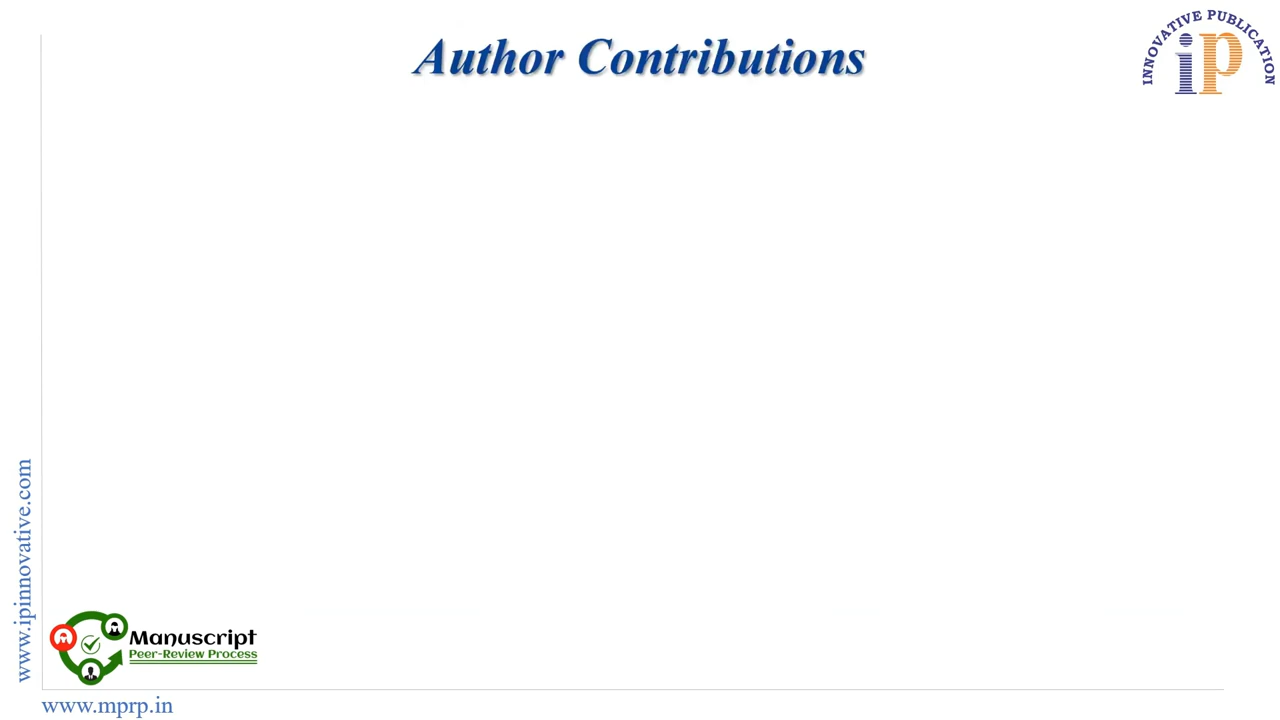 Author Contributions
INNOVATIVE PUBLICATION
ip
www.ipinnovative.com
Manuscript
Peer-Review Process
www.mprp.in